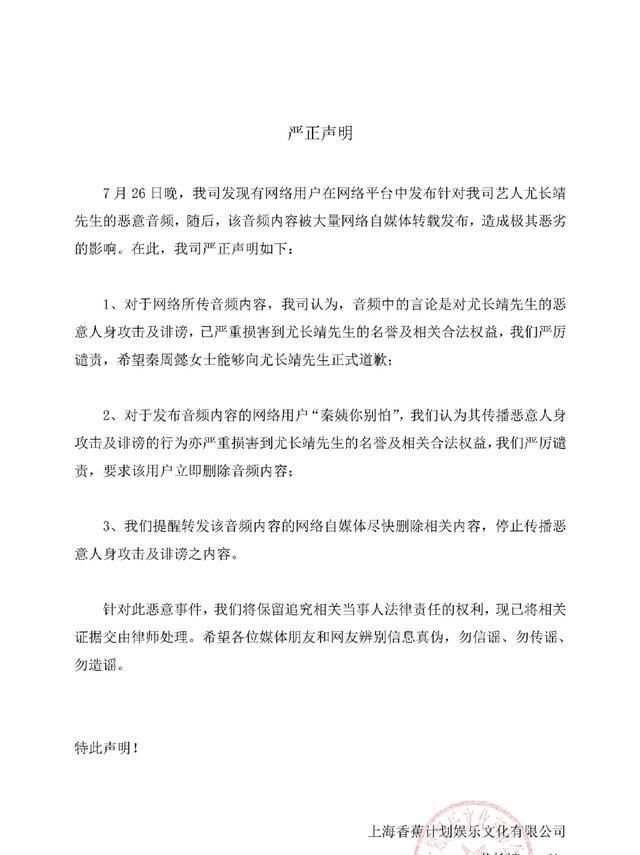 严正声明
7月26日晚，我司发现有网络用户在网络平台中发布针对我司艺人尤长靖
先生的恶意音频，随后，该音频内容被大量网络自媒体转载发布，造成极其恶劣
的影响。在此，我司严正声明如下：
1、对于网络所传音频内容，我司认为，音频中的言论是对尤长靖先生的恶
意人身攻击及诽谤，已严重损害到尤长靖先生的名誉及相关合法权益，我们严厉
谴责，希望秦周懿女士能够向尤长靖先生正式道歉；
2、对于发布音频内容的网络用户“秦姨你别怕”，我们认为其传播恶意人身
攻击及诽谤的行为亦严重损害到尤长靖先生的名誉及相关合法权益，我们严厉谴
责，要求该用户立即删除音频内容；
3、我们提醒转发该音频内容的网络自媒体尽快删除相关内容，停止传播恶
意人身攻击及诽谤之内容。
针对此恶意事件，我们将保留追究相关当事人法律责任的权利，现已将相关
证据交由律师处理。希望各位媒体朋友和网友辨别信息真伪，勿信谣、勿传谣、
勿造谣。
特此声明！
上海香蕉计划娱乐文化有限公司